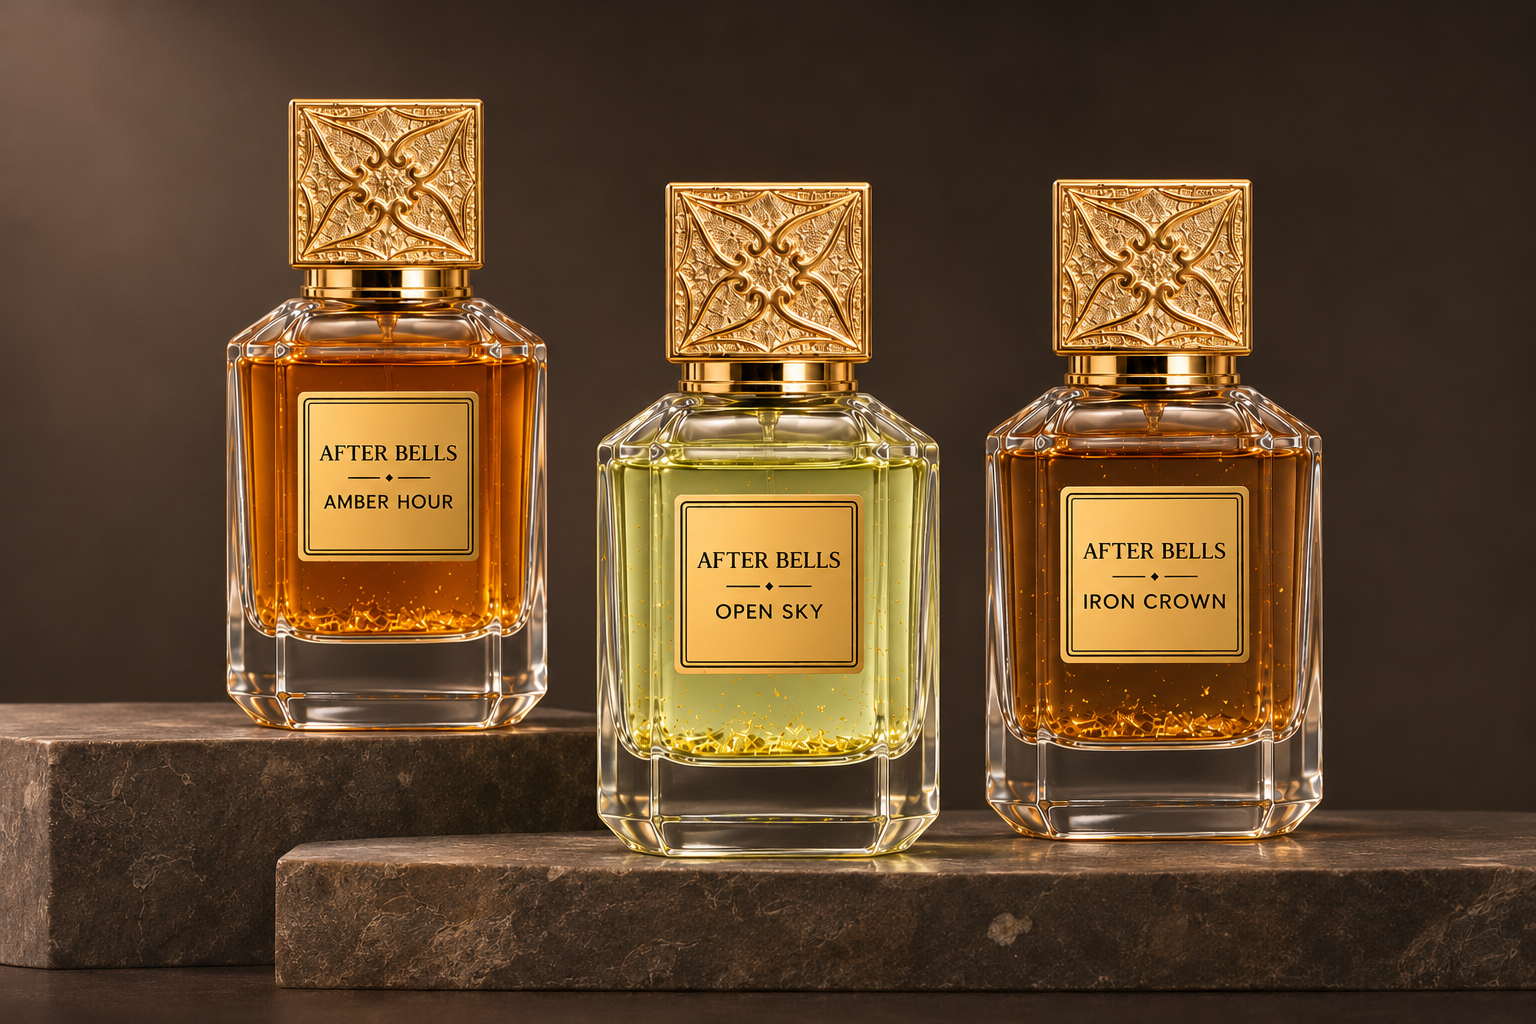 AFTER BELLS
AMBER HOUR
AFTER BELLS
OPEN SKY
AFTER BELLS
IRON CROWN